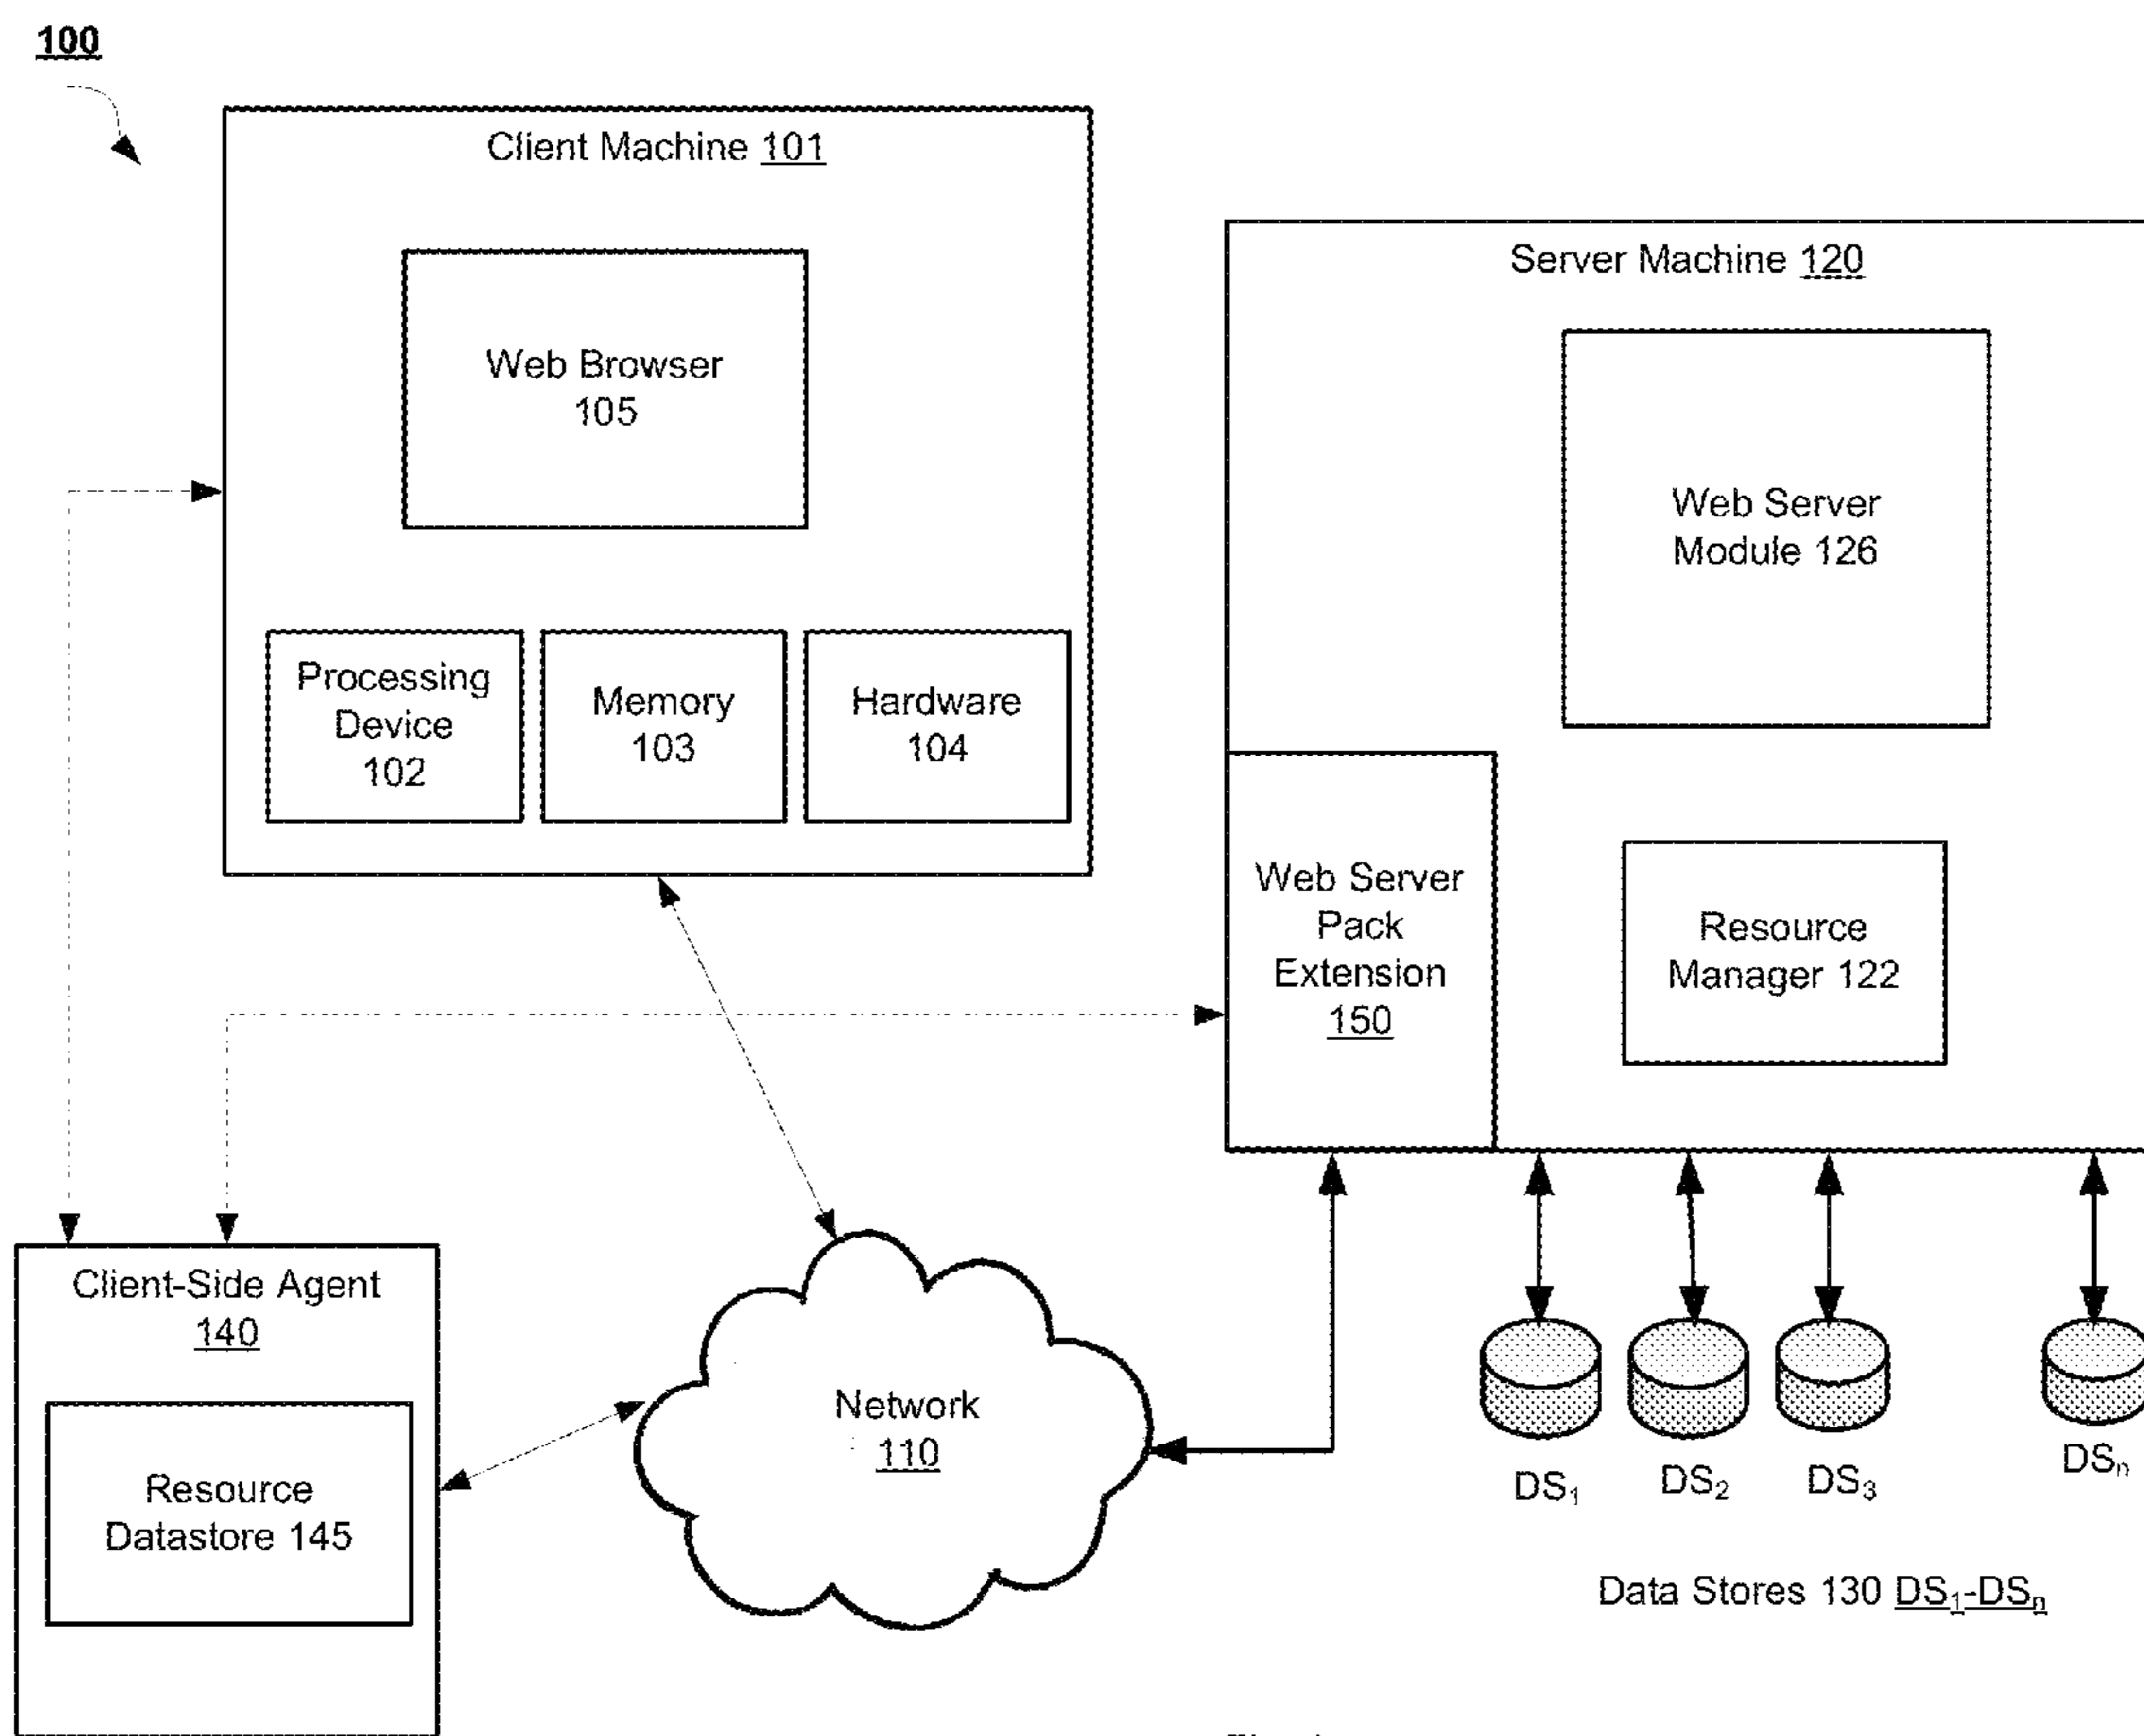 100
Client Machine 101
Web Browser
105
Processing
Device
102
Memory
103
Hardware
104
Server Machine 120
Web Server
Module 126
Web Server
Pack
Extension
150
Resource
Manager 122
Client-Side Agent
140
Resource
Datastore 145
Network
110
DS₁
DS₂
DS₃
DSₙ
Data Stores 130 DS₁-DSₙ